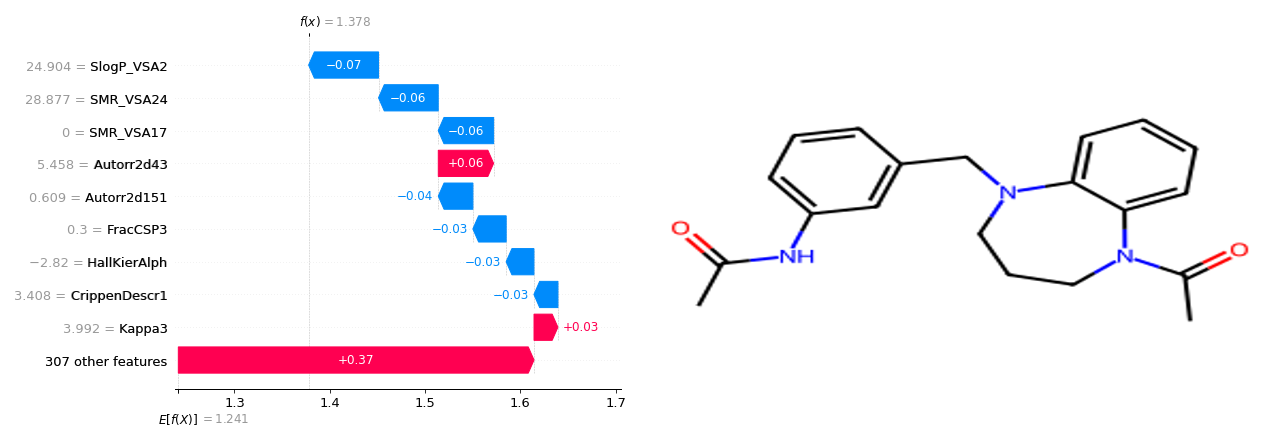 f(x) = 1.378
24.904 = SlogP_VSA2
−0.07
28.877 = SMR_VSA24
−0.06
0 = SMR_VSA17
−0.06
5.458 = Autorr2d43
+0.06
0.609 = Autorr2d151
−0.04
0.3 = FracCSP3
−0.03
−2.82 = HallKierAlph
−0.03
3.408 = CrippenDescr1
−0.03
3.992 = Kappa3
+0.03
307 other features
+0.37
1.3 1.4 1.5 1.6 1.7
E[f(X)] = 1.241
O
NH
N
N
O